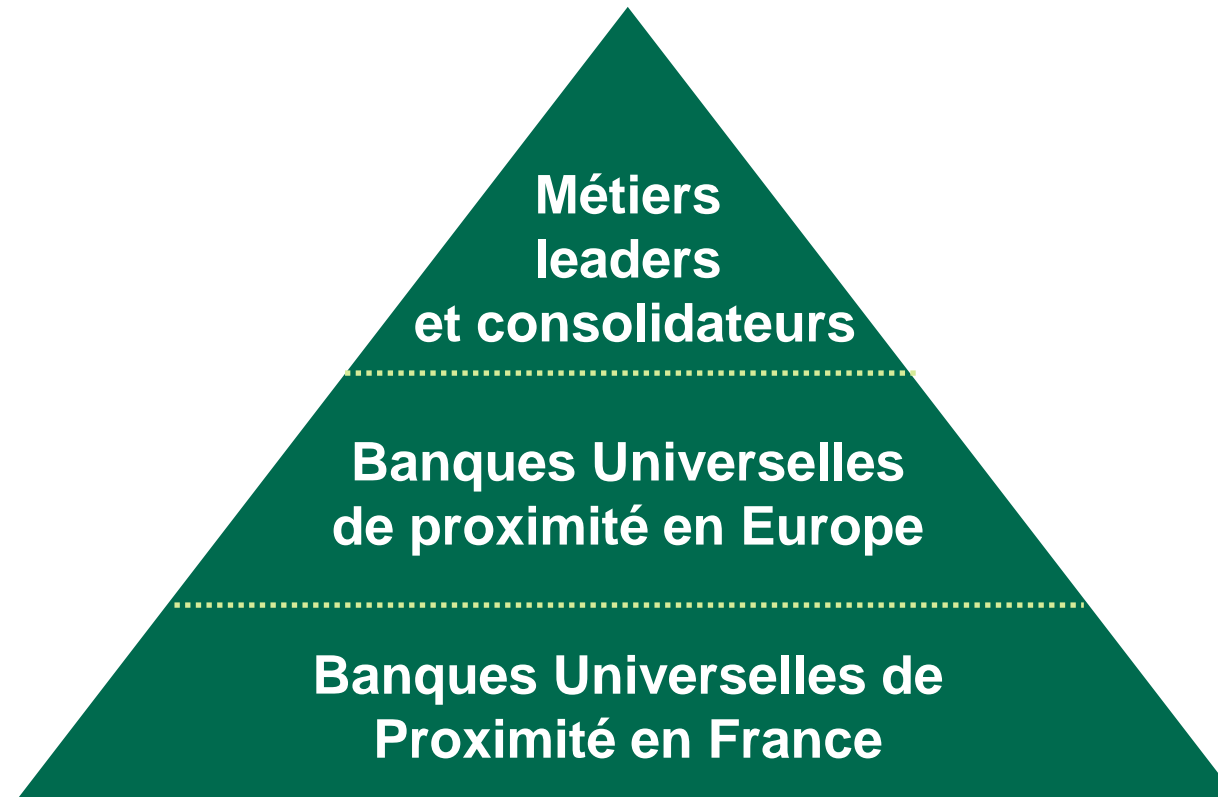 Métiers
leaders
et consolidateurs
Banques Universelles
de proximité en Europe
Banques Universelles de
Proximité en France